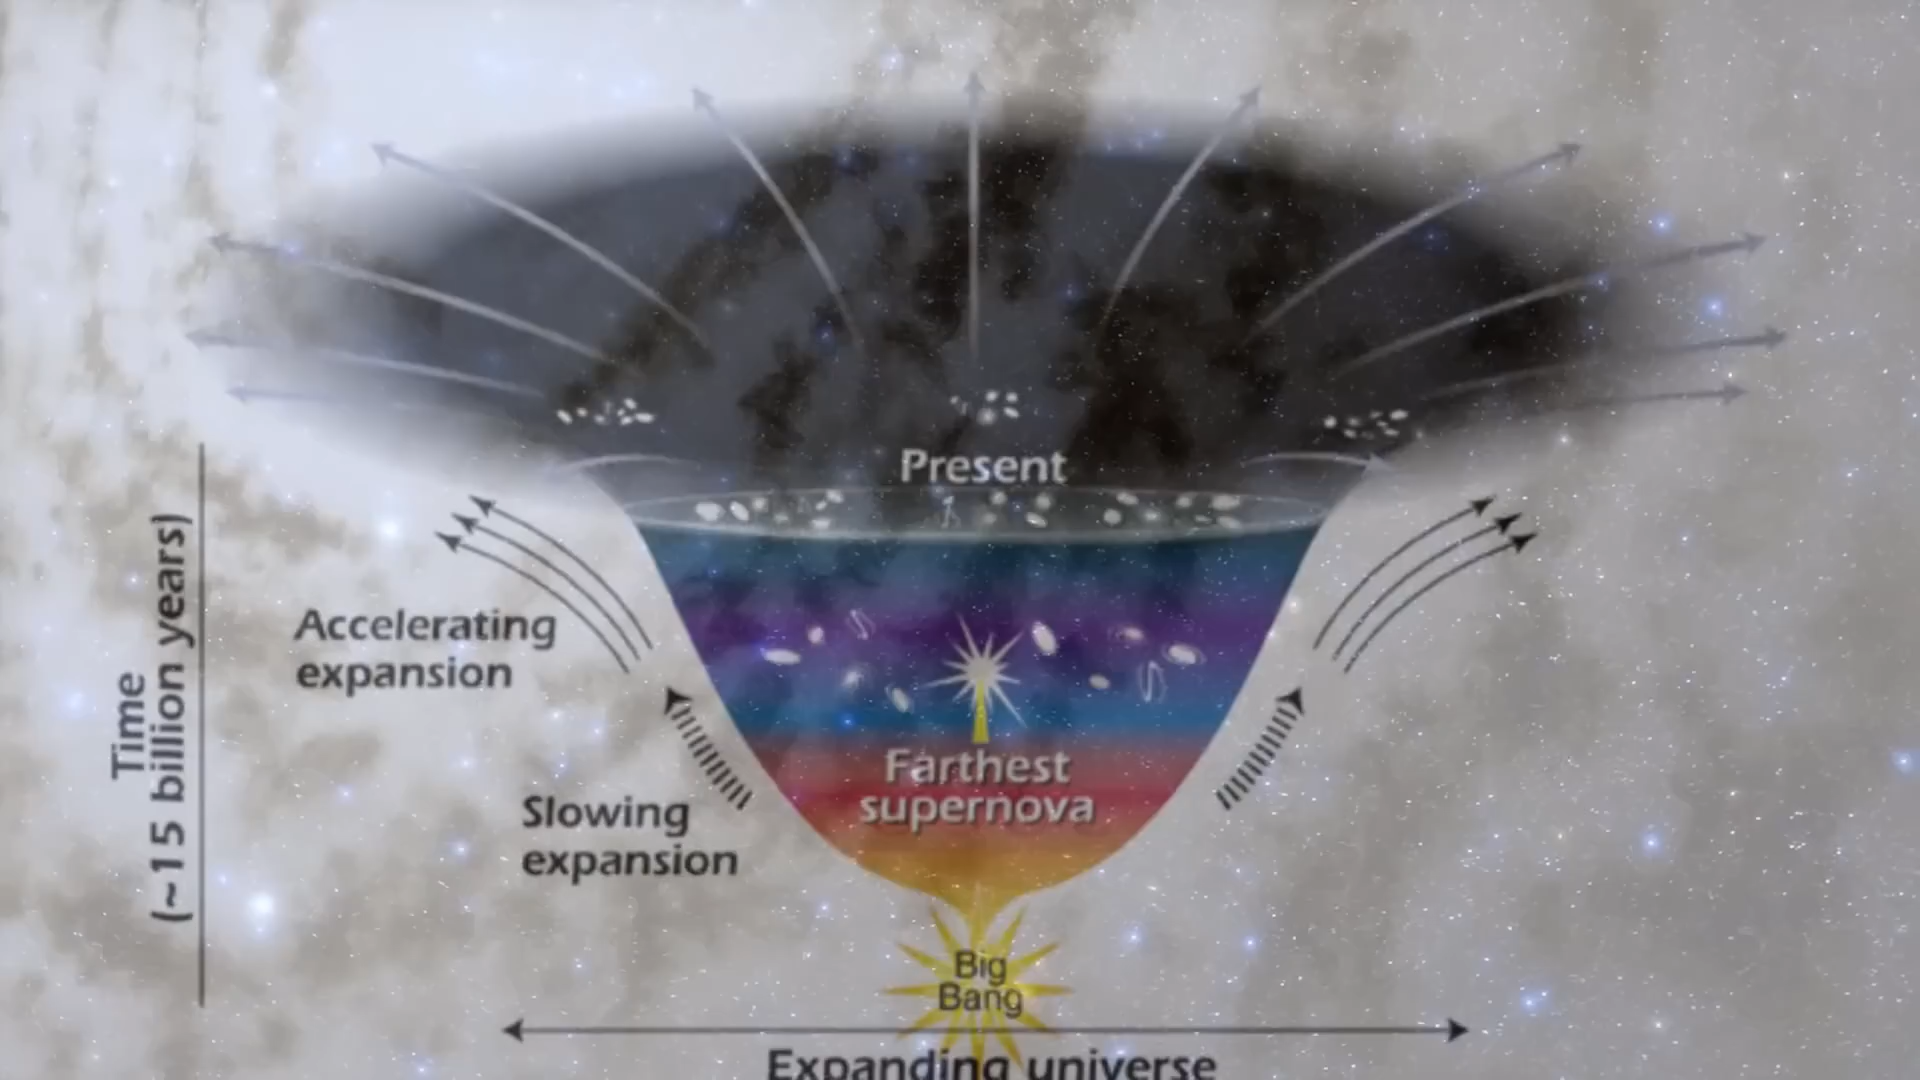 Present
Time
(~15 billion years)
Accelerating
expansion
Farthest
supernova
Slowing
expansion
Big
Bang
Expanding universe